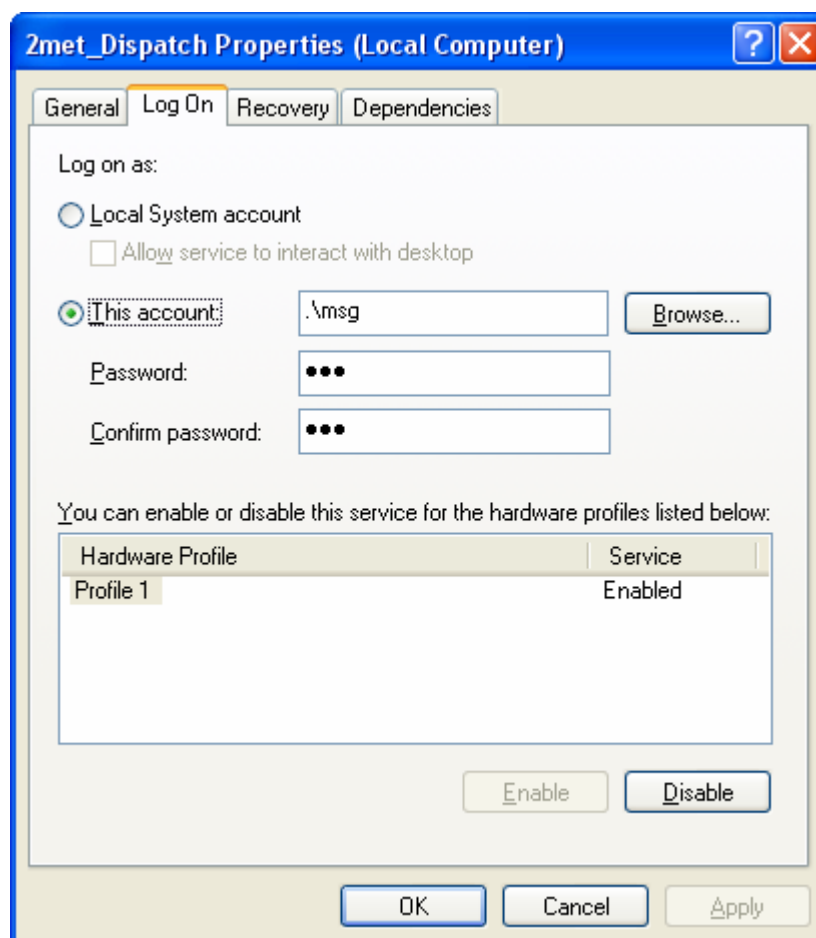 2met_Dispatch Properties (Local Computer)
General Log On Recovery Dependencies
Log on as:
Local System account
Allow service to interact with desktop
This account: .\msg Browse...
Password: •••
Confirm password: •••
You can enable or disable this service for the hardware profiles listed below:
Hardware Profile Service
Profile 1 Enabled
Enable Disable
OK Cancel Apply